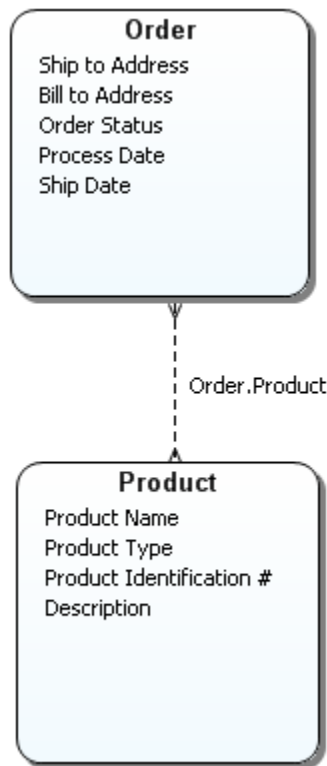 Order
Ship to Address
Bill to Address
Order Status
Process Date
Ship Date
Order.Product
Product
Product Name
Product Type
Product Identification #
Description